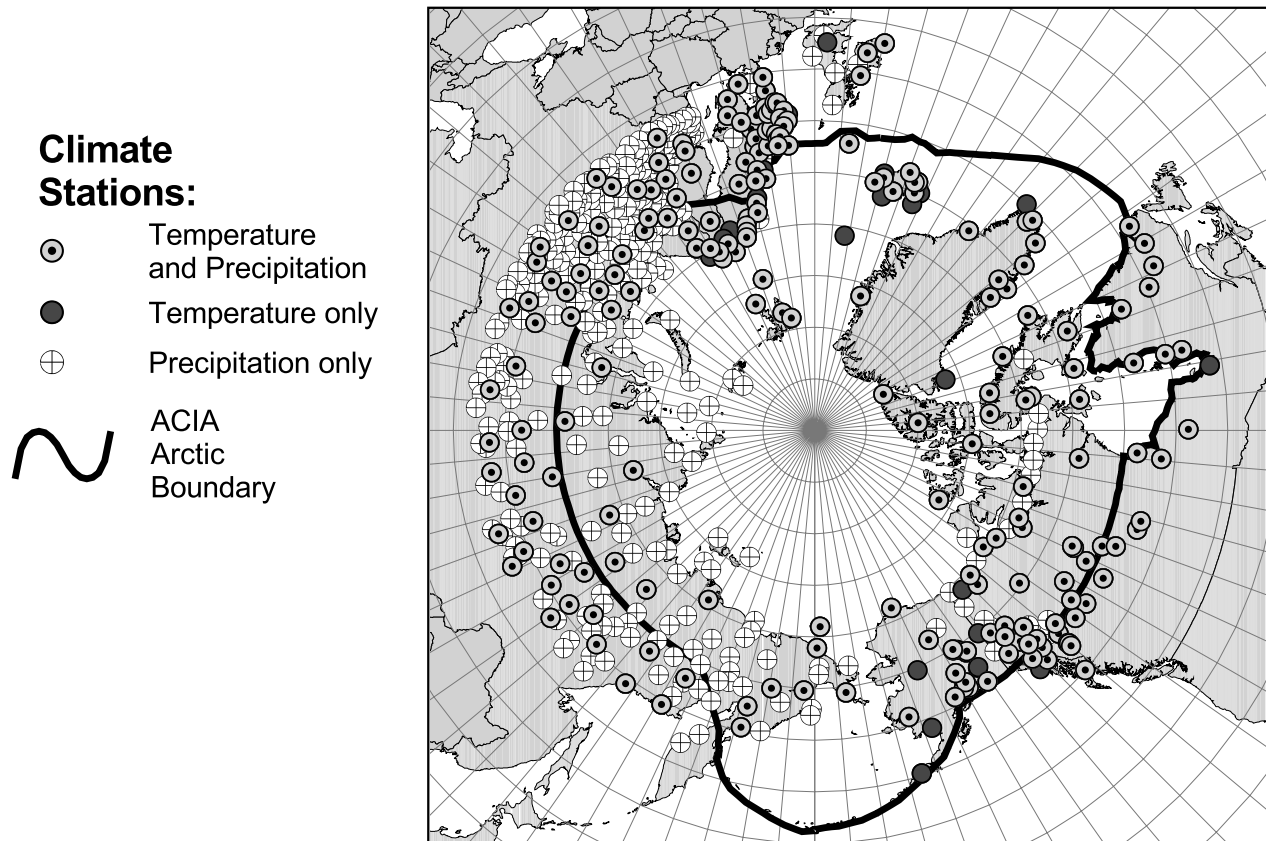 Climate
Stations:
Temperature
and Precipitation
Temperature only
Precipitation only
ACIA
Arctic
Boundary